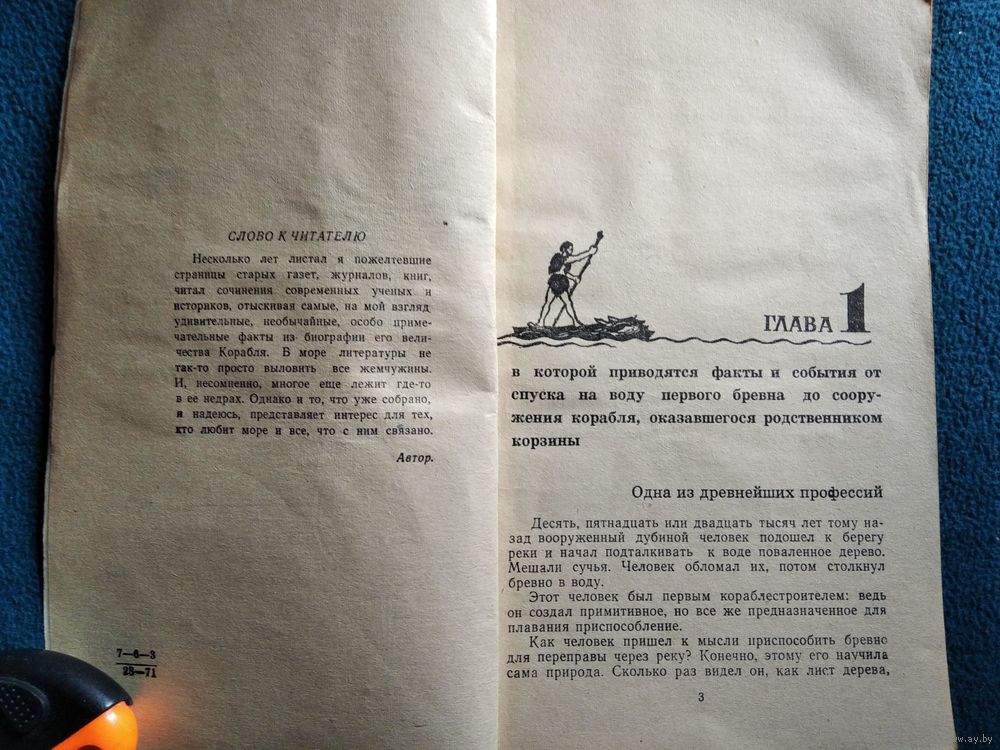 СЛОВО К ЧИТАТЕЛЮ
Несколько лет листал я пожелтевшие
страницы старых газет, журналов, книг,
читал сочинения современных ученых и
историков, отыскивая самые, на мой взгляд
удивительные, необычайные, особо приме-
чательные факты из биографии его вели-
чества Корабля. В море литературы не
так-то просто выловить все жемчужины.
И, несомненно, многое еще лежит где-то
в ее недрах. Однако и то, что уже собрано,
я надеюсь, представляет интерес для тех,
кто любит море и все, что с ним связано.
Автор.
7—6—3
28—71
ГЛАВА 1
в которой приводятся факты и события от
спуска на воду первого бревна до соору-
жения корабля, оказавшегося родственником
корзины
Одна из древнейших профессий
Десять, пятнадцать или двадцать тысяч лет тому на-
зад вооруженный дубиной человек подошел к берегу
реки и начал подталкивать к воде поваленное дерево.
Мешали сучья. Человек обломал их, потом столкнул
бревно в воду.
Этот человек был первым кораблестроителем: ведь
он создал примитивное, но все же предназначенное для
плавания приспособление.
Как человек пришел к мысли приспособить бревно
для переправы через реку? Конечно, этому его научила
сама природа. Сколько раз видел он, как лист дерева,
3
www.ay.by